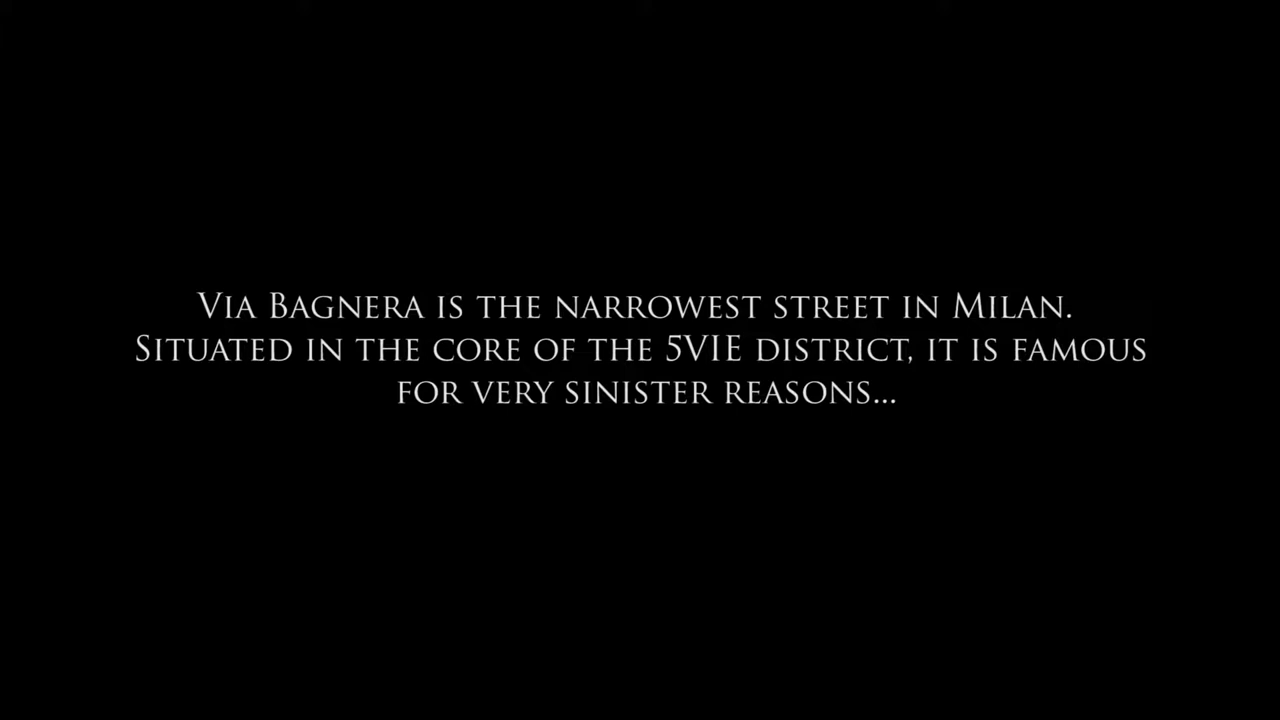 Via Bagnera is the narrowest street in Milan.
Situated in the core of the 5VIE district, it is famous
for very sinister reasons...